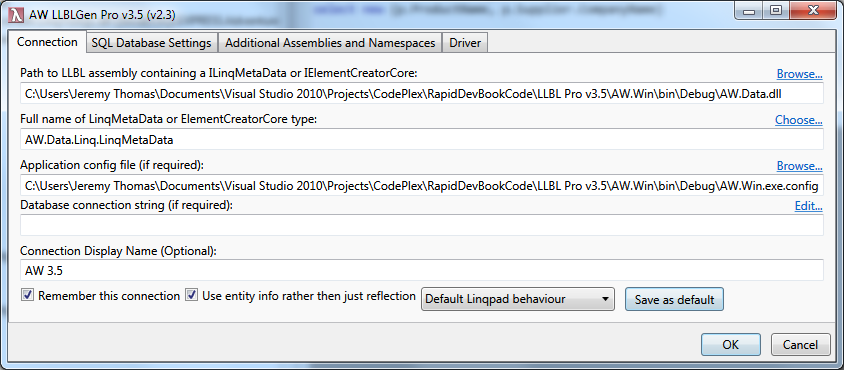 select new {p.ProductName, p.Supplier.CompanyName}
AW LLBLGen Pro v3.5 (v2.3)
Connection SQL Database Settings Additional Assemblies and Namespaces Driver
Path to LLBL assembly containing a ILinqMetaData or IElementCreatorCore: Browse...
C:\Users\Jeremy Thomas\Documents\Visual Studio 2010\Projects\CodePlex\RapidDevBookCode\LLBL Pro v3.5\AW.Win\bin\Debug\AW.Data.dll
Full name of LinqMetaData or ElementCreatorCore type: Choose...
AW.Data.Linq.LinqMetaData
Application config file (if required): Browse...
C:\Users\Jeremy Thomas\Documents\Visual Studio 2010\Projects\CodePlex\RapidDevBookCode\LLBL Pro v3.5\AW.Win\bin\Debug\AW.Win.exe.config
Database connection string (if required): Edit...
Connection Display Name (Optional):
AW 3.5
Remember this connection Use entity info rather then just reflection Default Linqpad behaviour Save as default
OK Cancel